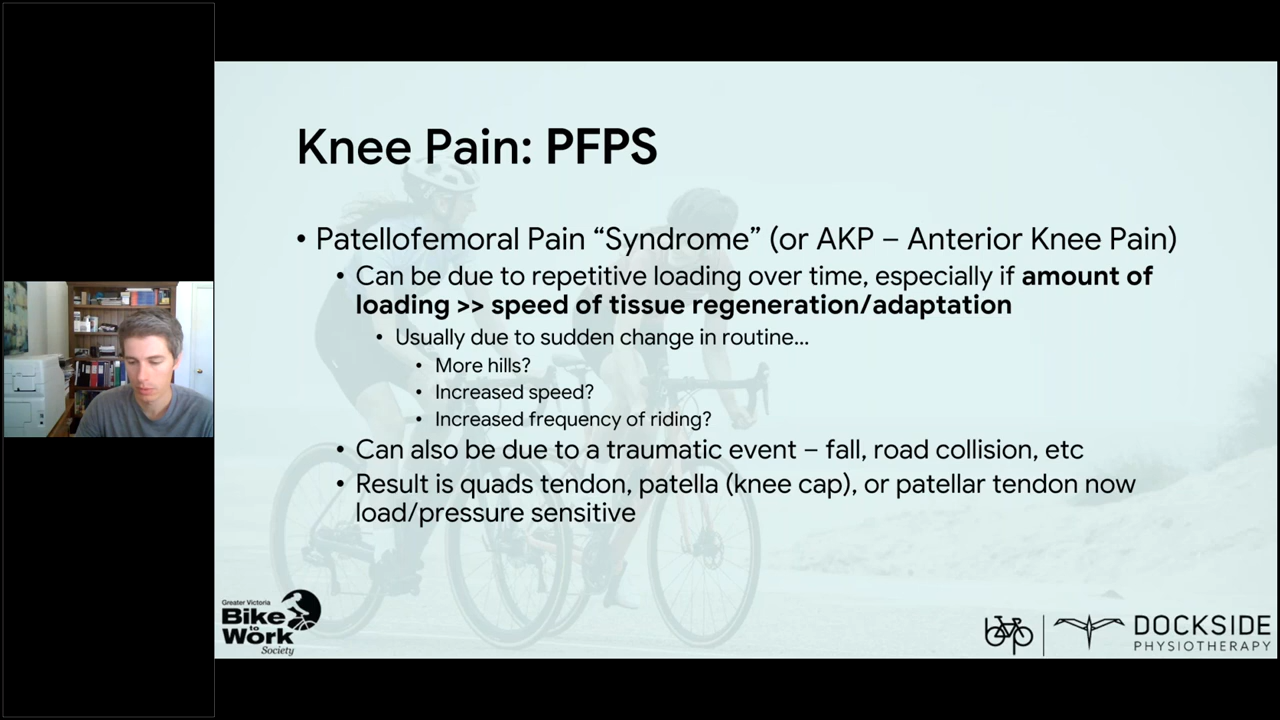 Knee Pain: PFPS
• Patellofemoral Pain “Syndrome” (or AKP – Anterior Knee Pain)
• Can be due to repetitive loading over time, especially if amount of
loading >> speed of tissue regeneration/adaptation
• Usually due to sudden change in routine...
• More hills?
• Increased speed?
• Increased frequency of riding?
• Can also be due to a traumatic event – fall, road collision, etc
• Result is quads tendon, patella (knee cap), or patellar tendon now
load/pressure sensitive
Greater Victoria
Bike
to
Work
Society
DOCKSIDE
PHYSIOTHERAPY